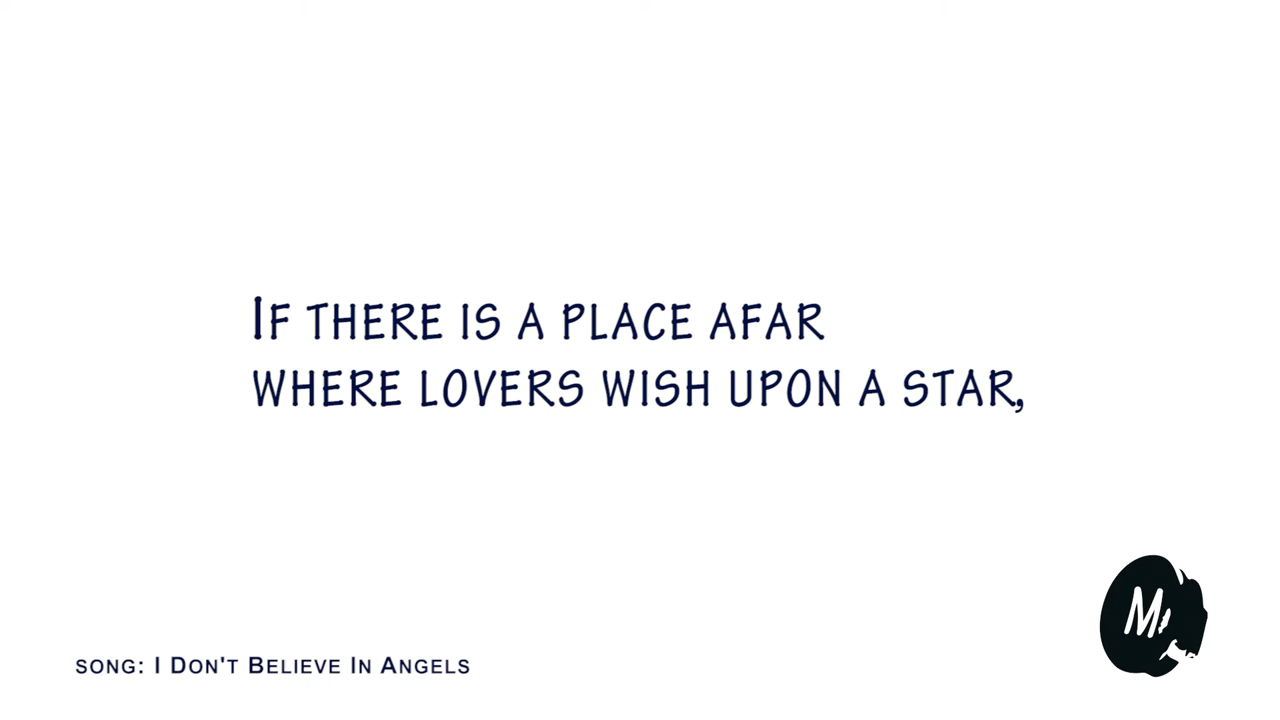 IF THERE IS A PLACE AFAR
WHERE LOVERS WISH UPON A STAR,
M
SONG: I DON'T BELIEVE IN ANGELS